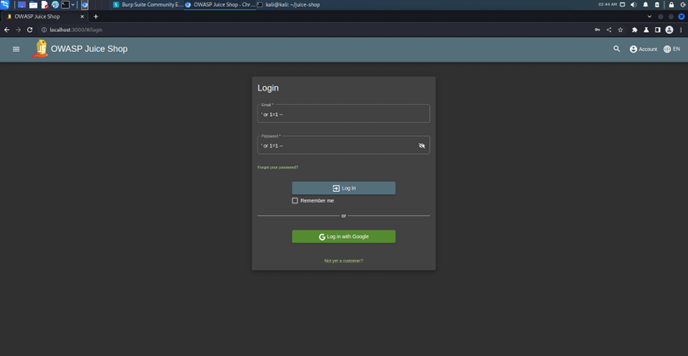 Burp Suite Community E...
OWASP Juice Shop - Chr...
kali@kali: ~/juice-shop
03:44 AM
OWASP Juice Shop
localhost:3000/#/login
OWASP Juice Shop
Account
EN
Login
Email *
' or 1=1 --
Password *
' or 1=1 --
Forgot your password?
Log in
Remember me
or
Log in with Google
Not yet a customer?